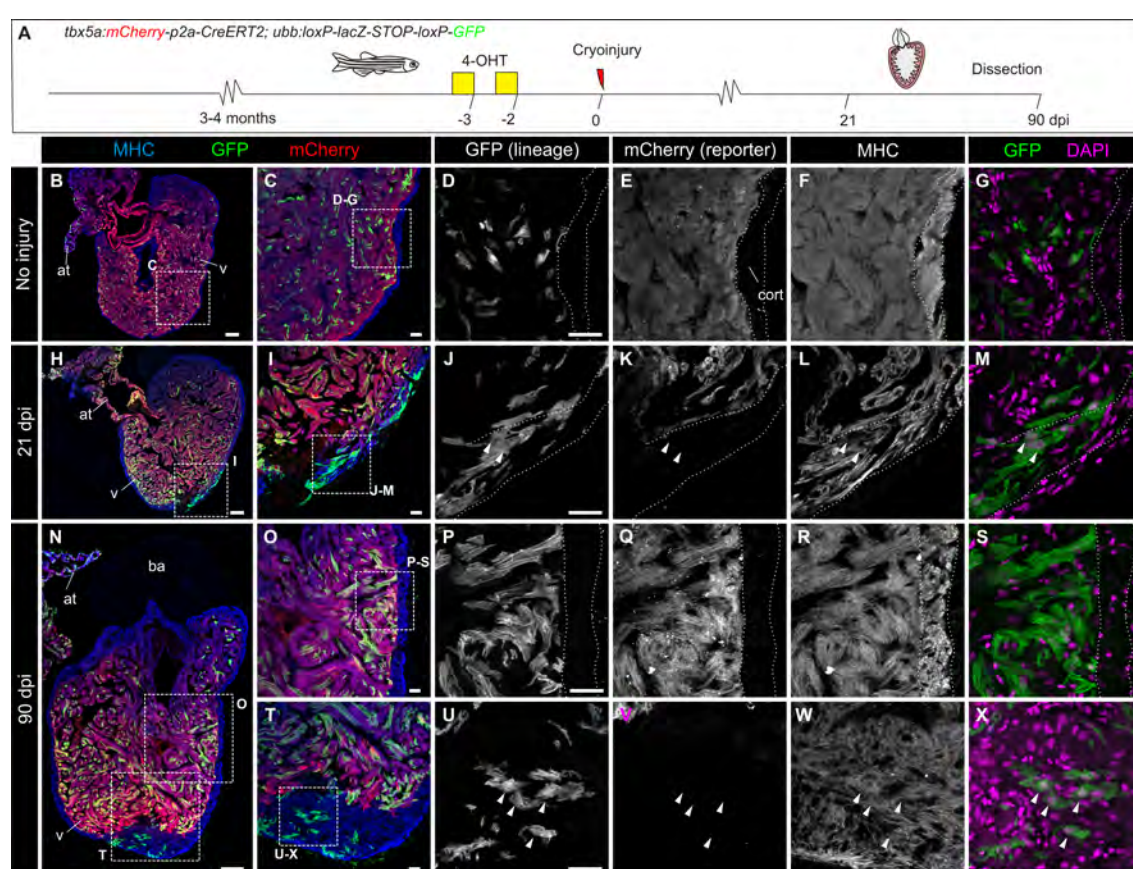 A tbx5a:mCherry-p2a-CreERT2; ubb:loxP-lacZ-STOP-loxP-GFP
4-OHT
Cryoinjury
Dissection
3-4 months
-3
-2
0
21
90 dpi
MHC GFP mCherry
GFP (lineage)
mCherry (reporter)
MHC
GFP DAPI
No injury
B
at
C
v
C
D-G
D
E
cort
F
G
21 dpi
H
at
I
v
I
J-M
J
K
L
M
90 dpi
N
at
ba
O
v
T
O
P-S
P
Q
R
S
T
U-X
U
V
W
X